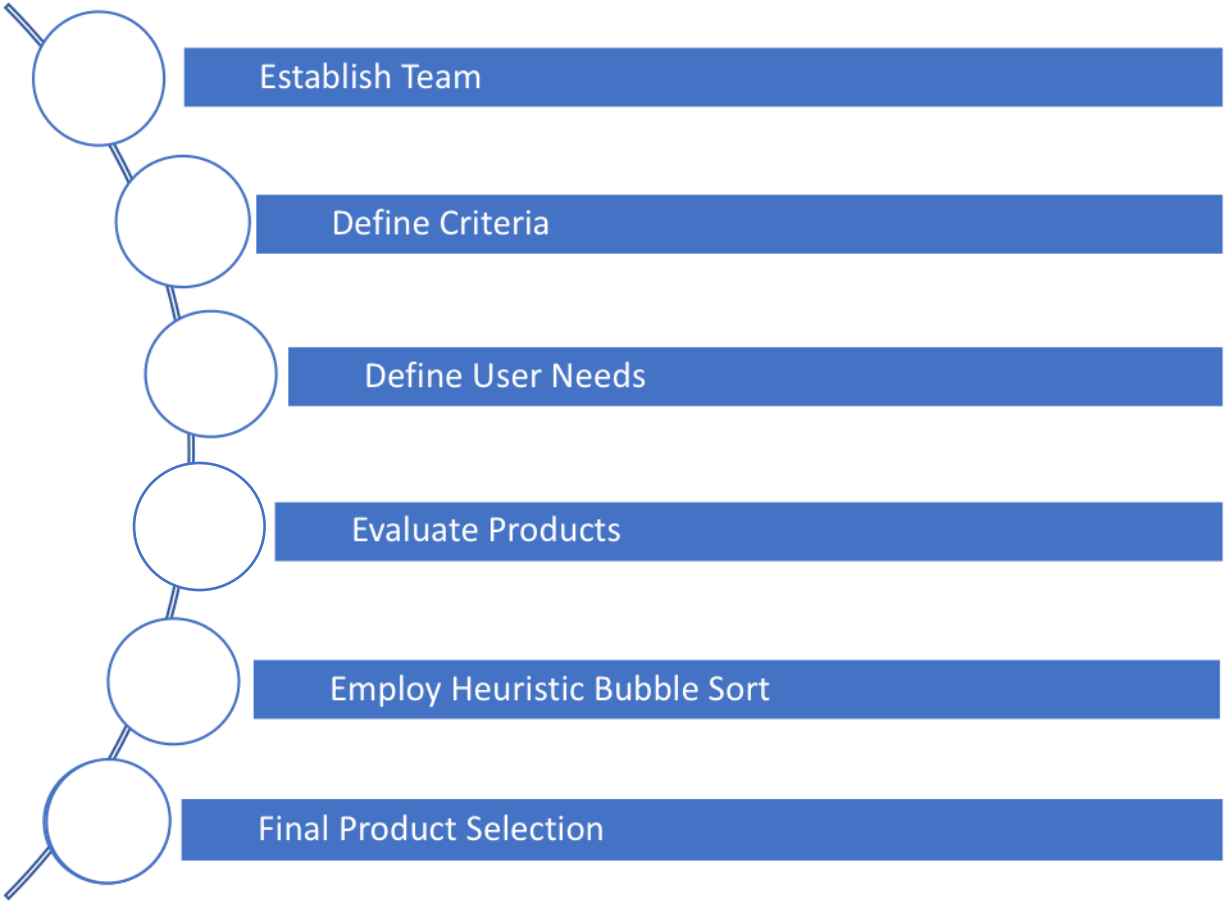 Establish Team
Define Criteria
Define User Needs
Evaluate Products
Employ Heuristic Bubble Sort
Final Product Selection